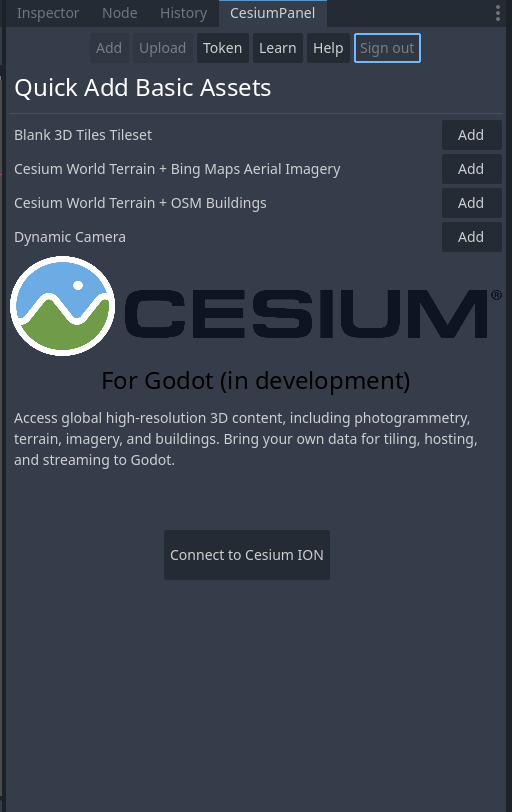 Inspector Node History CesiumPanel
Add Upload Token Learn Help Sign out
Quick Add Basic Assets
Blank 3D Tiles Tileset Add
Cesium World Terrain + Bing Maps Aerial Imagery Add
Cesium World Terrain + OSM Buildings Add
Dynamic Camera Add
CESIUM®
For Godot (in development)
Access global high-resolution 3D content, including photogrammetry,
terrain, imagery, and buildings. Bring your own data for tiling, hosting,
and streaming to Godot.
Connect to Cesium ION